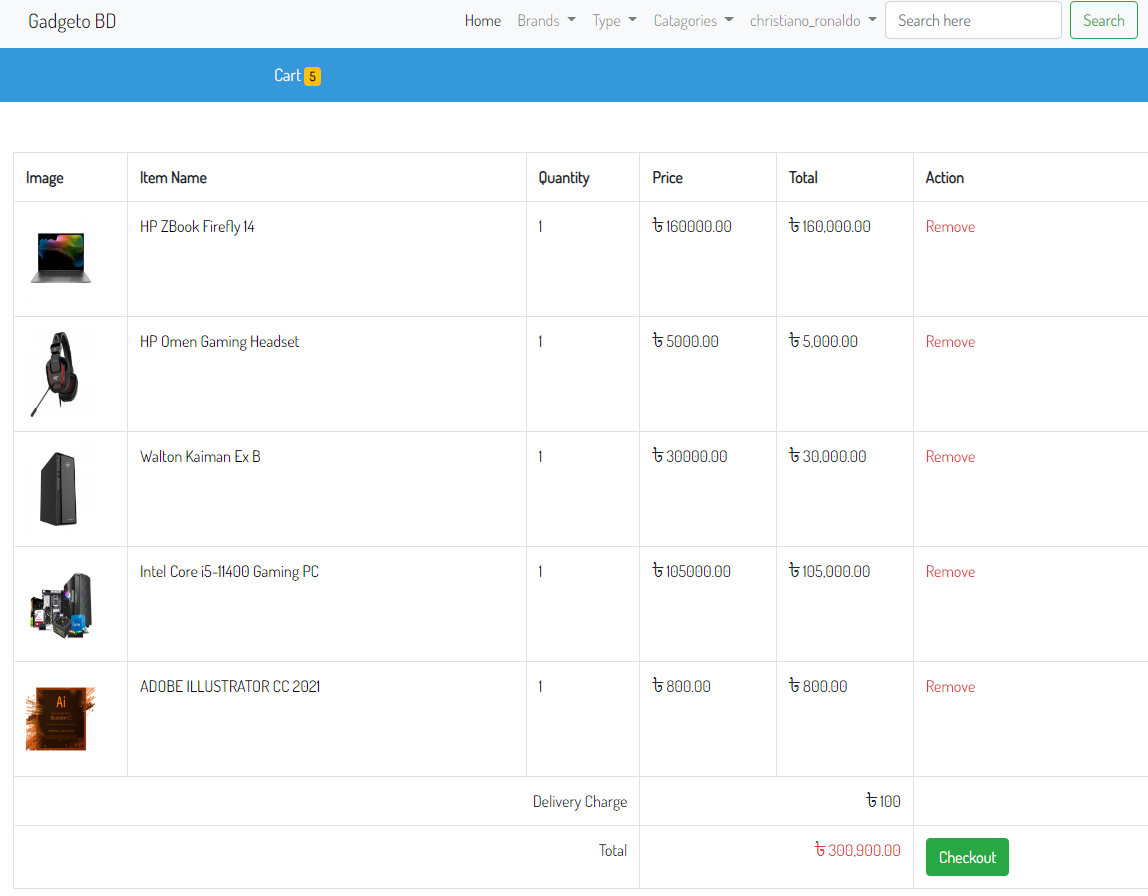 Gadgeto BD Home Brands Type Catagories christiano_ronaldo Search here Search
Cart 5
Image Item Name Quantity Price Total Action
HP ZBook Firefly 14 1 ৳ 160000.00 ৳ 160,000.00 Remove
HP Omen Gaming Headset 1 ৳ 5000.00 ৳ 5,000.00 Remove
Walton Kaiman Ex B 1 ৳ 30000.00 ৳ 30,000.00 Remove
Intel Core i5-11400 Gaming PC 1 ৳ 105000.00 ৳ 105,000.00 Remove
ADOBE ILLUSTRATOR CC 2021 1 ৳ 800.00 ৳ 800.00 Remove
Ai
Delivery Charge ৳ 100
Total ৳ 300,900.00 Checkout